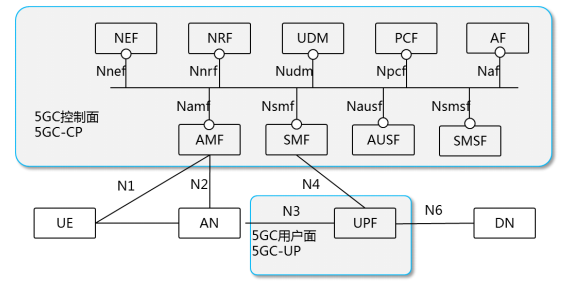 NEF NRF UDM PCF AF
Nnef Nnrf Nudm Npcf Naf
Namf Nsmf Nausf Nsmsf
5GC控制面
5GC-CP
AMF SMF AUSF SMSF
N1 N2 N4
N3 N6
UE AN UPF DN
5GC用户面
5GC-UP